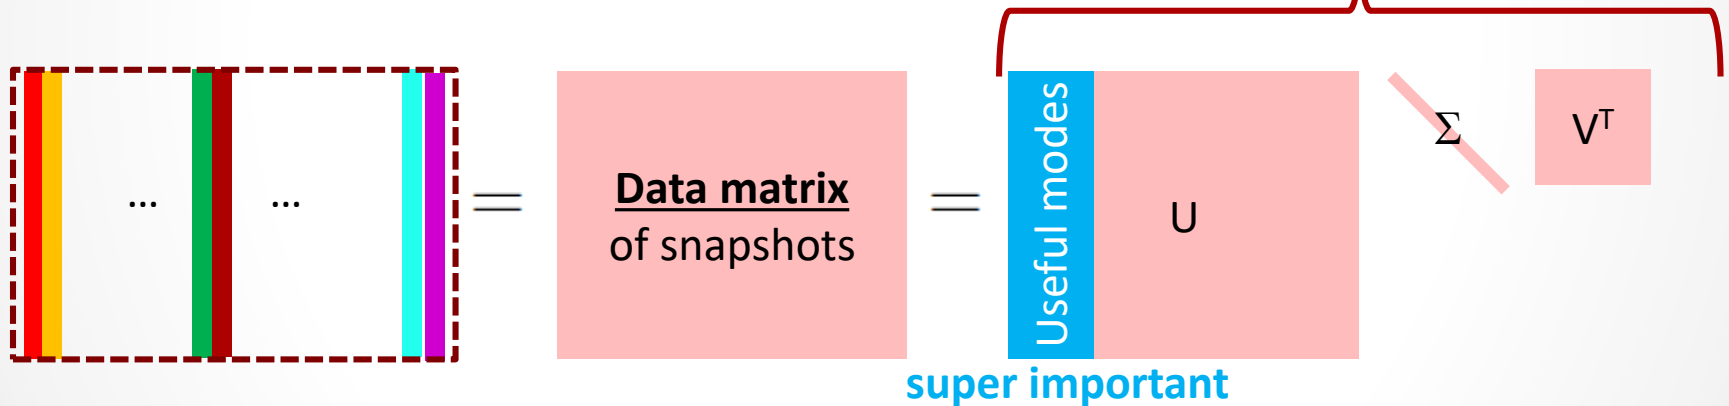 ... ...
=
Data matrix
of snapshots
=
Useful modes
U
Σ
Vᵀ
super important